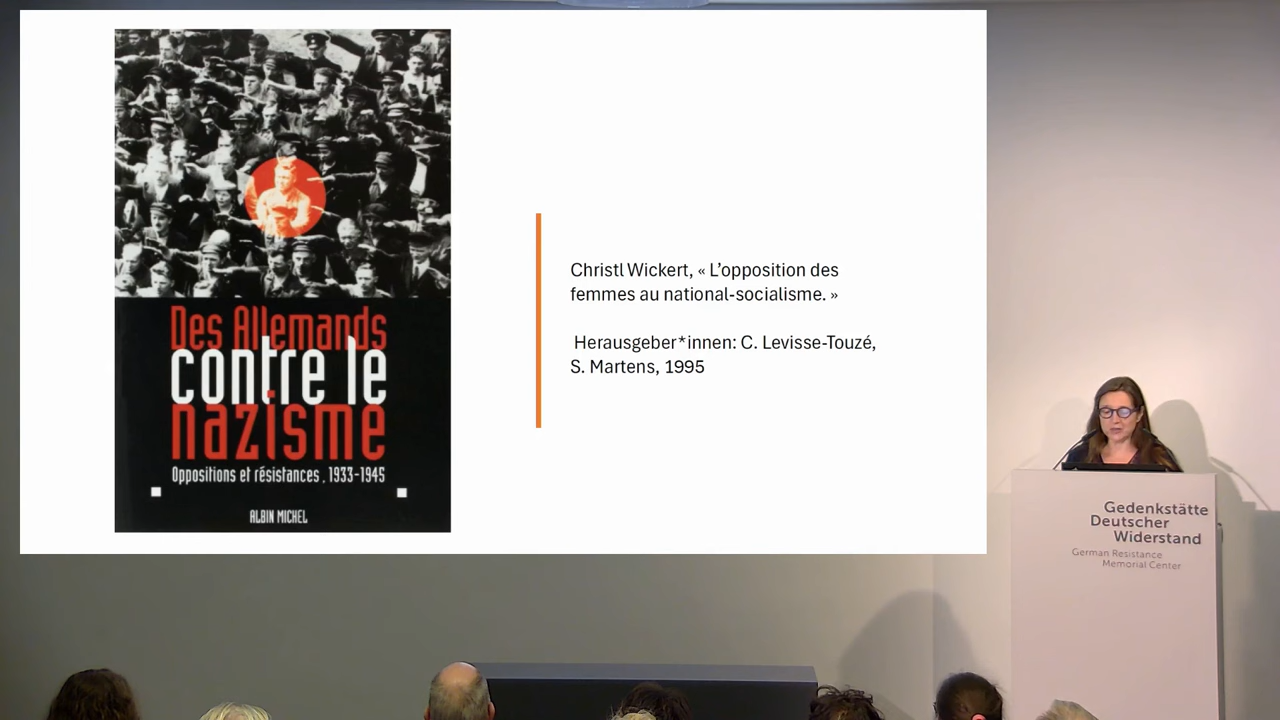 Des Allemands
contre le
nazisme
Oppositions et résistances, 1933-1945
ALBIN MICHEL
Christl Wickert, « L’opposition des
femmes au national-socialisme. »
Herausgeber*innen: C. Levisse-Touzé,
S. Martens, 1995
Gedenkstätte
Deutscher
Widerstand
German Resistance
Memorial Center